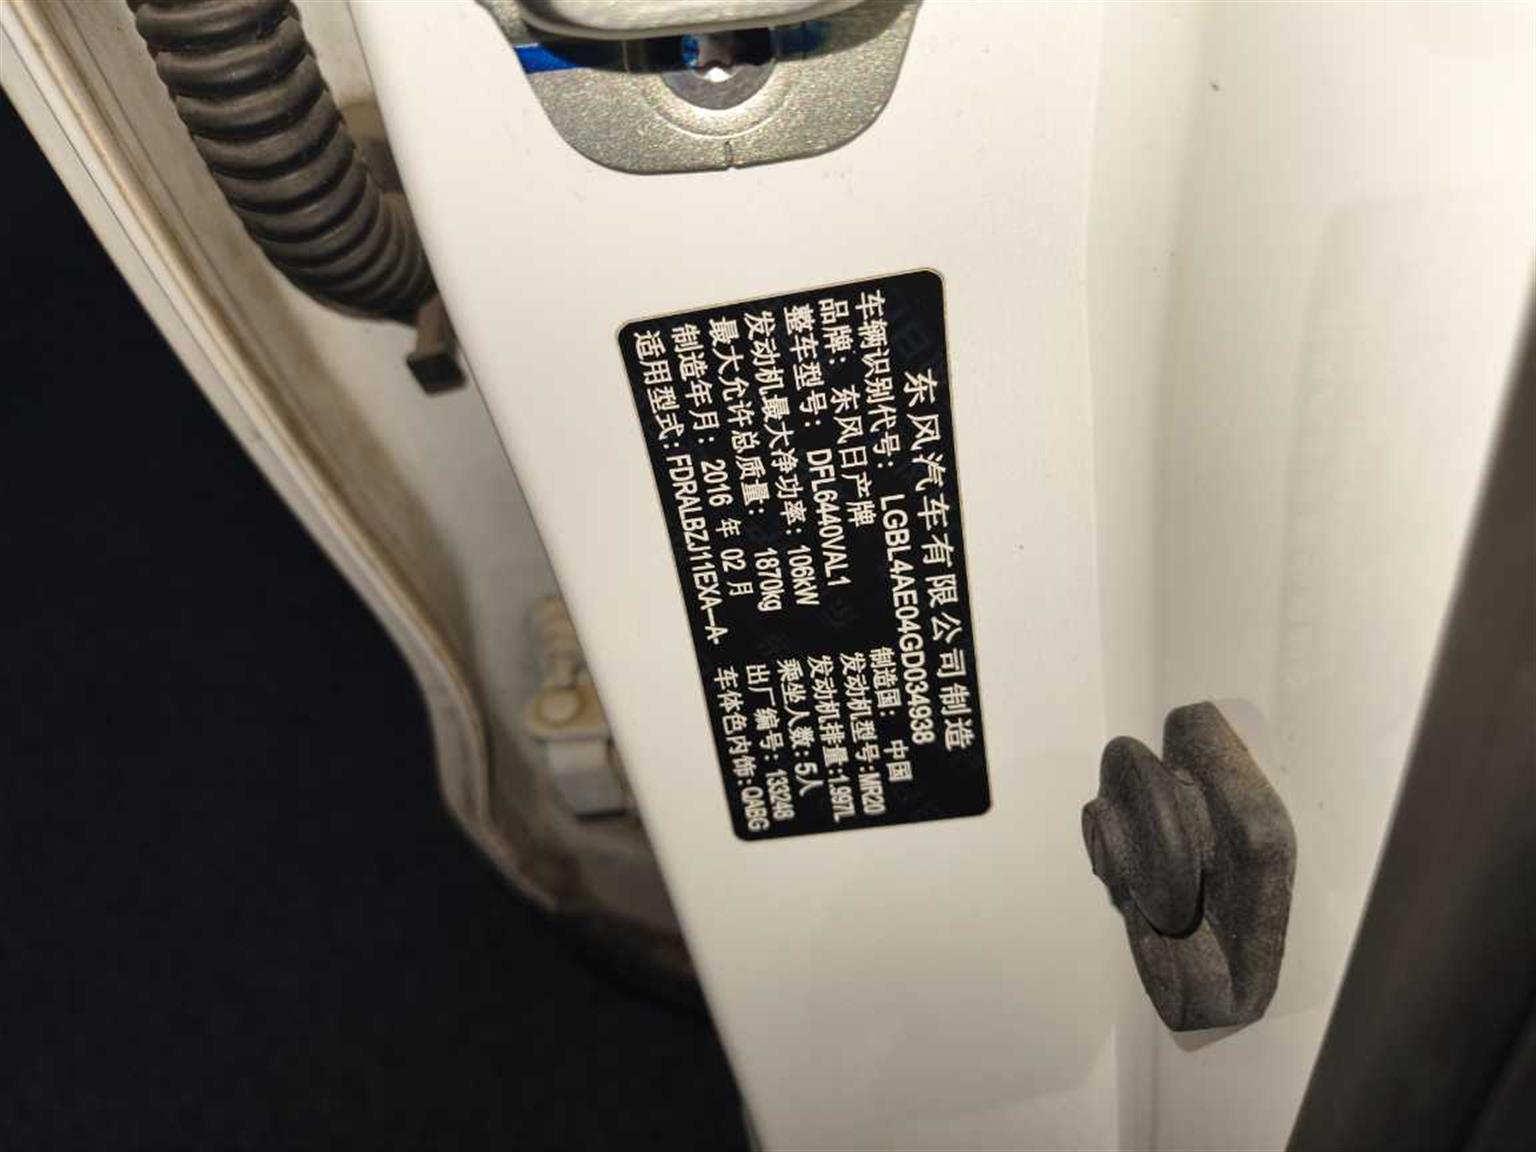 东风汽车有限公司制造
车辆识别代号: LGBL4AE04GD034938
品牌: 东风日产牌 制造国: 中国
整车型号: DFL6440VAL1 发动机型号:MR20
发动机最大净功率: 106kW 发动机排量:1.997L
最大允许总质量: 1870kg 乘坐人数:5人
制造年月: 2016 年 02 月 出厂编号: 133248
适用型式: FDRALBZJ11EXA-A- 车体色内饰:QABG